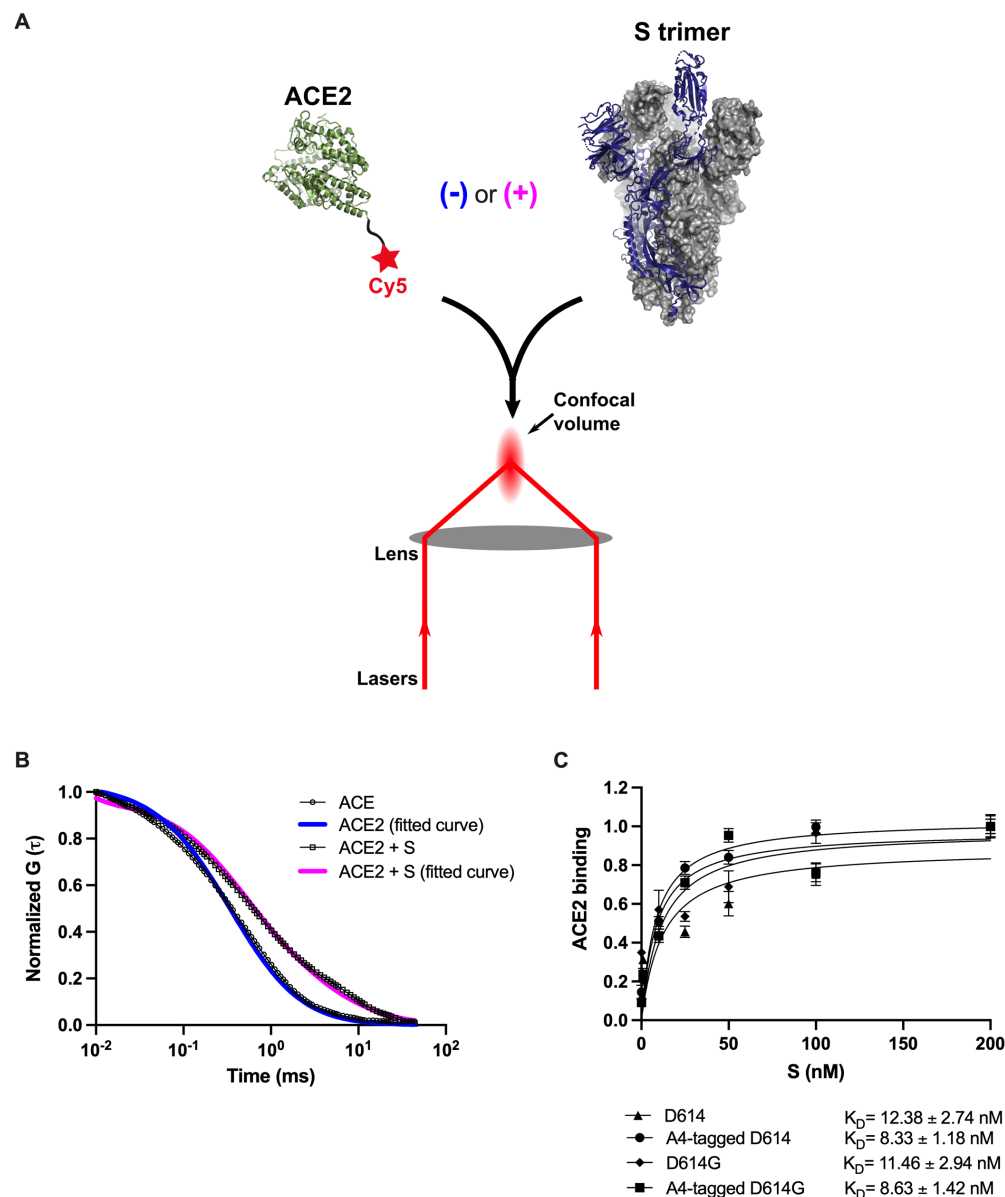 A
S trimer
ACE2
(-) or (+)
Cy5
Confocal
volume
Lens
Lasers
B
Normalized G (τ)
1.0
0.8
0.6
0.4
0.2
0.0
10-2
10-1
100
101
102
Time (ms)
ACE
ACE2 (fitted curve)
ACE2 + S
ACE2 + S (fitted curve)
C
ACE2 binding
1.2
1.0
0.8
0.6
0.4
0.2
0.0
0
50
100
150
200
S (nM)
D614 KD= 12.38 ± 2.74 nM
A4-tagged D614 KD= 8.33 ± 1.18 nM
D614G KD= 11.46 ± 2.94 nM
A4-tagged D614G KD= 8.63 ± 1.42 nM